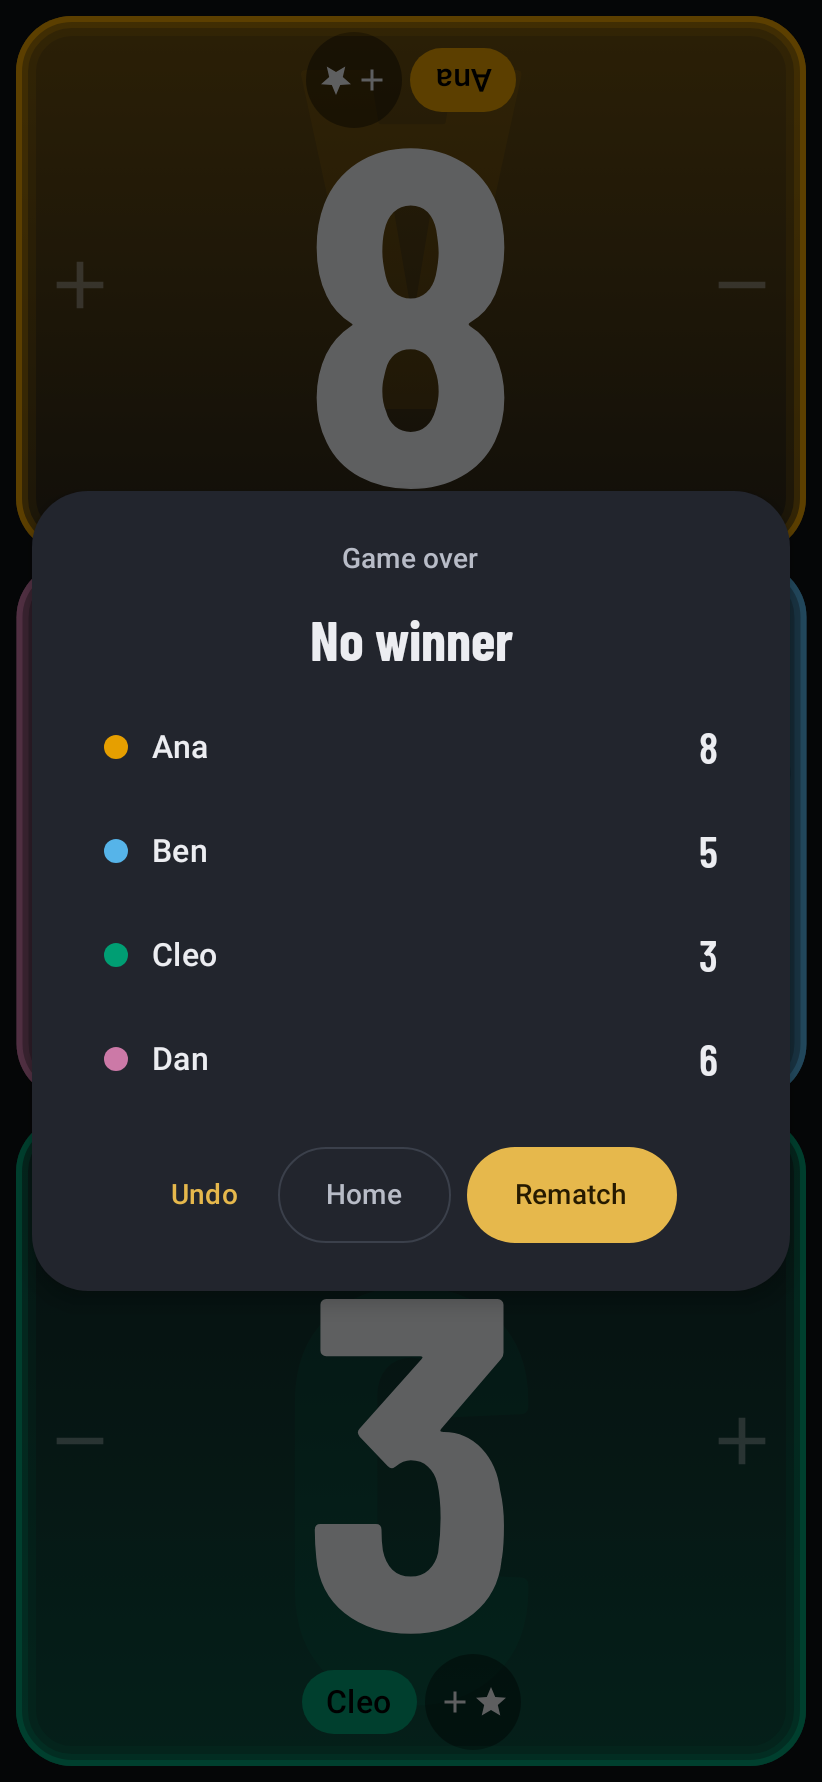 Ana
8
Game over
No winner
Ana 8
Ben 5
Cleo 3
Dan 6
Undo Home Rematch
3
Cleo